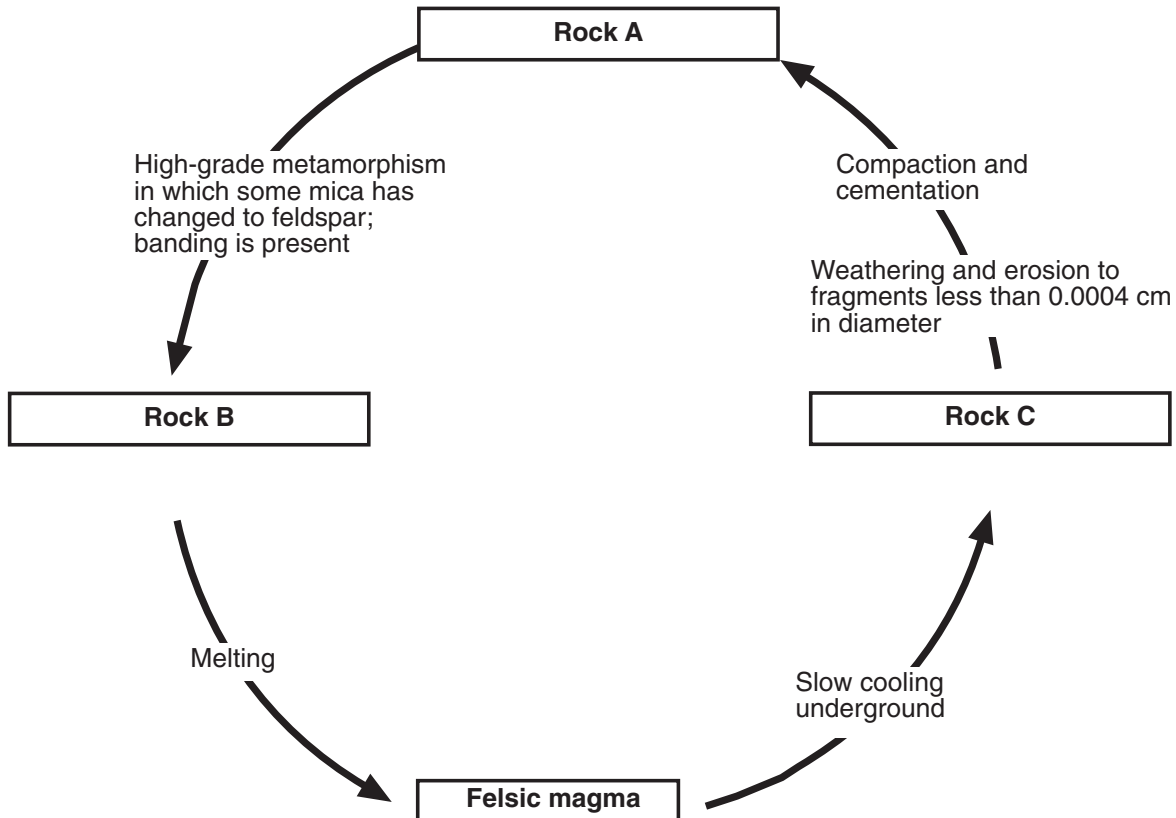 Rock A
High-grade metamorphism
in which some mica has
changed to feldspar;
banding is present
Compaction and
cementation
Weathering and erosion to
fragments less than 0.0004 cm
in diameter
Rock B
Rock C
Melting
Slow cooling
underground
Felsic magma